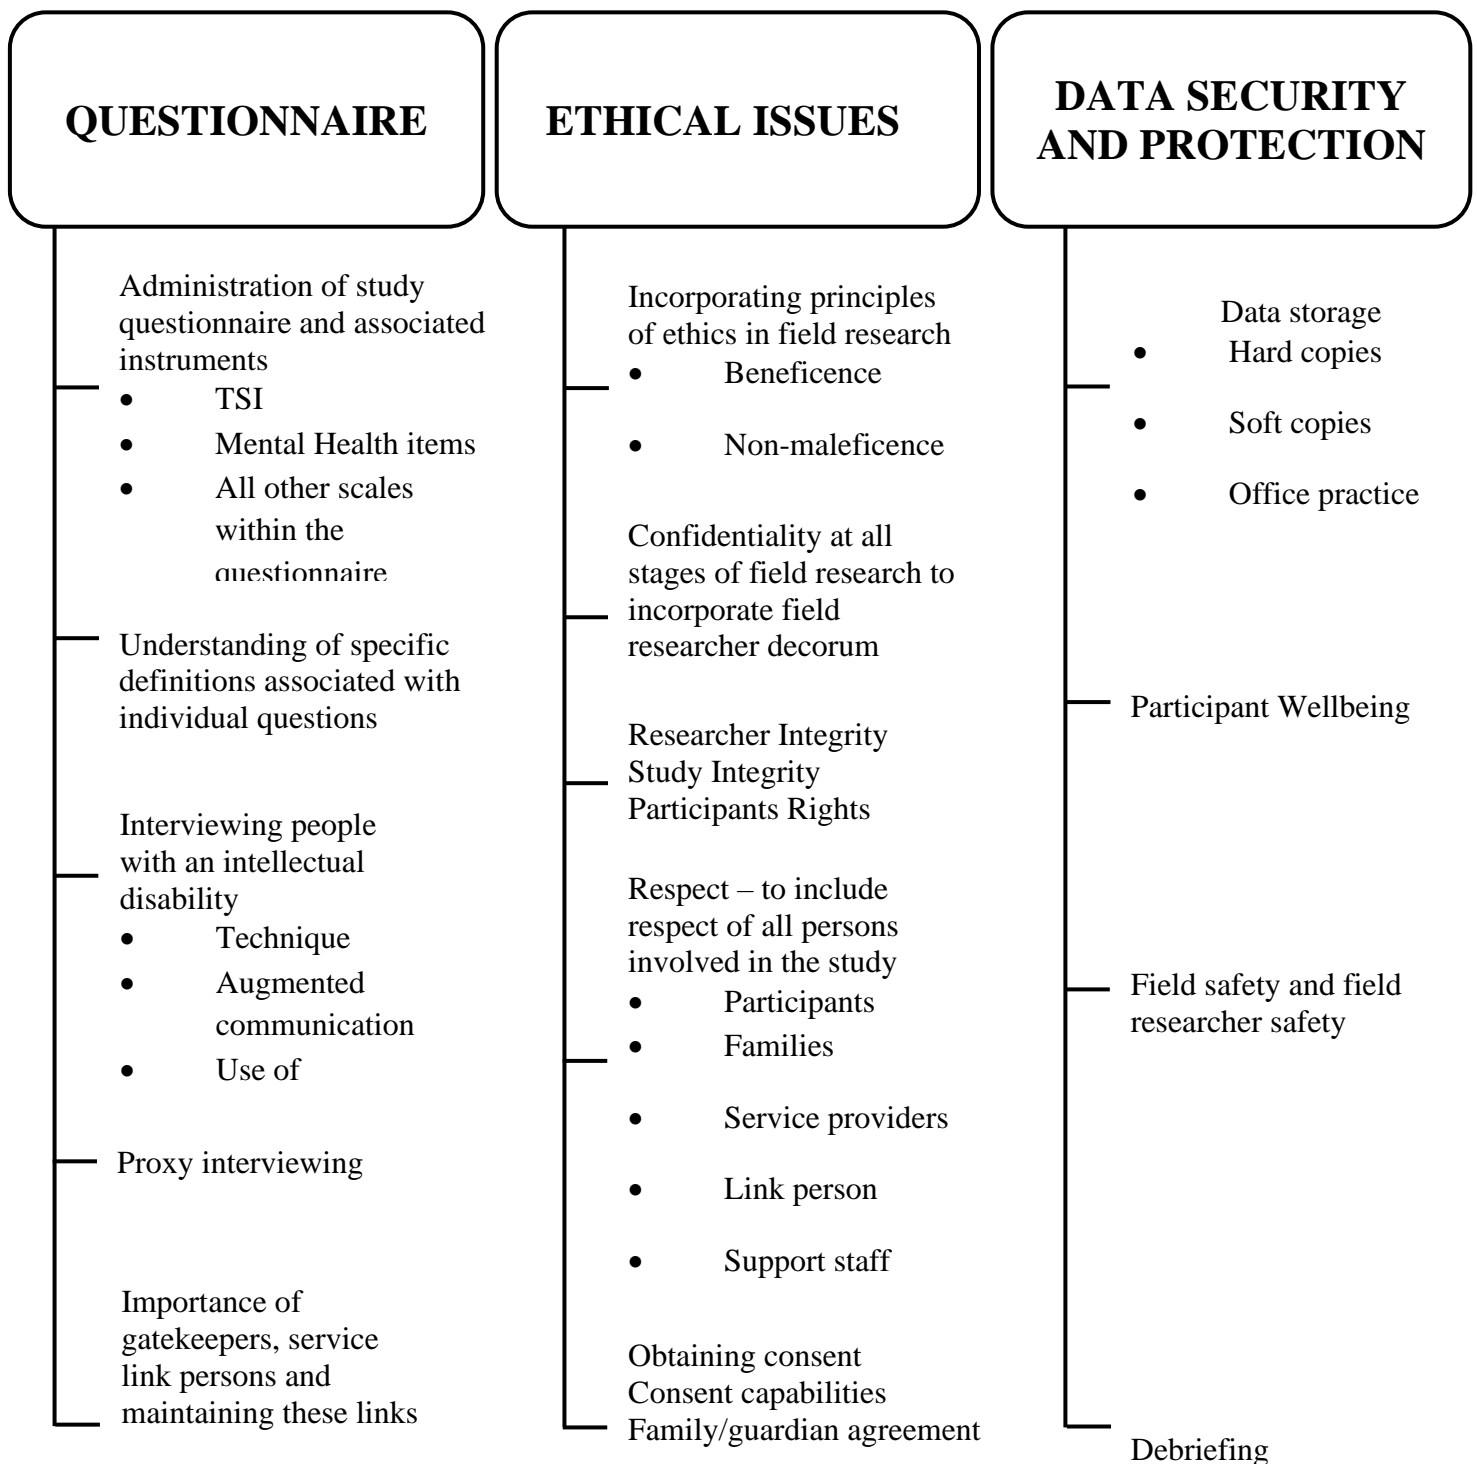 QUESTIONNAIRE
Administration of study
questionnaire and associated
instruments
• TSI
• Mental Health items
• All other scales
within the
questionnaire
Understanding of specific
definitions associated with
individual questions
Interviewing people
with an intellectual
disability
• Technique
• Augmented
communication
• Use of
Proxy interviewing
Importance of
gatekeepers, service
link persons and
maintaining these links
ETHICAL ISSUES
Incorporating principles
of ethics in field research
• Beneficence
• Non-maleficence
Confidentiality at all
stages of field research to
incorporate field
researcher decorum
Researcher Integrity
Study Integrity
Participants Rights
Respect – to include
respect of all persons
involved in the study
• Participants
• Families
• Service providers
• Link person
• Support staff
Obtaining consent
Consent capabilities
Family/guardian agreement
DATA SECURITY
AND PROTECTION
Data storage
• Hard copies
• Soft copies
• Office practice
Participant Wellbeing
Field safety and field
researcher safety
Debriefing